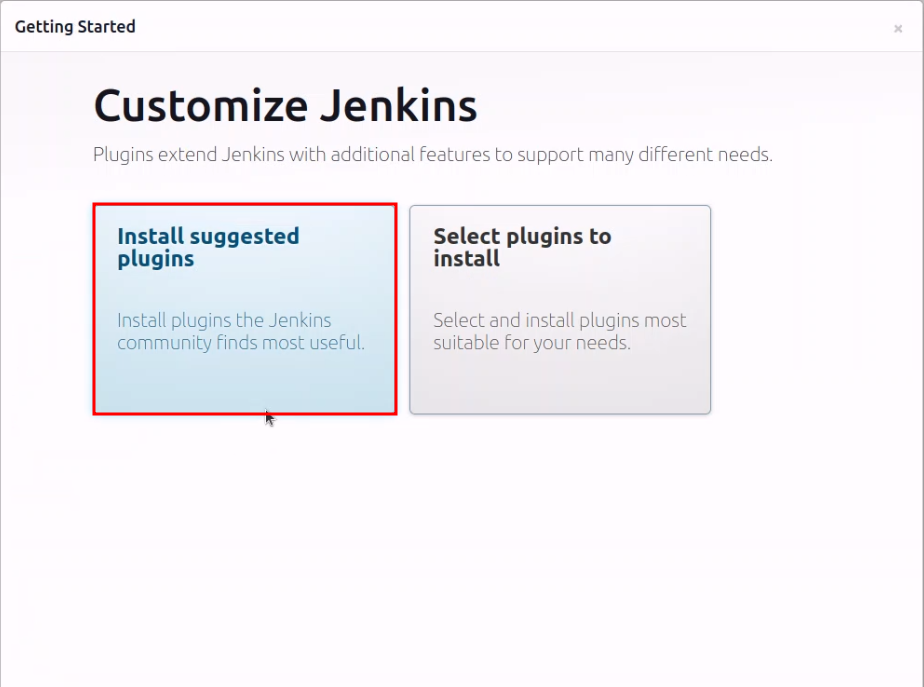 Getting Started
×
Customize Jenkins
Plugins extend Jenkins with additional features to support many different needs.
Install suggested
plugins
Install plugins the Jenkins
community finds most useful.
Select plugins to
install
Select and install plugins most
suitable for your needs.